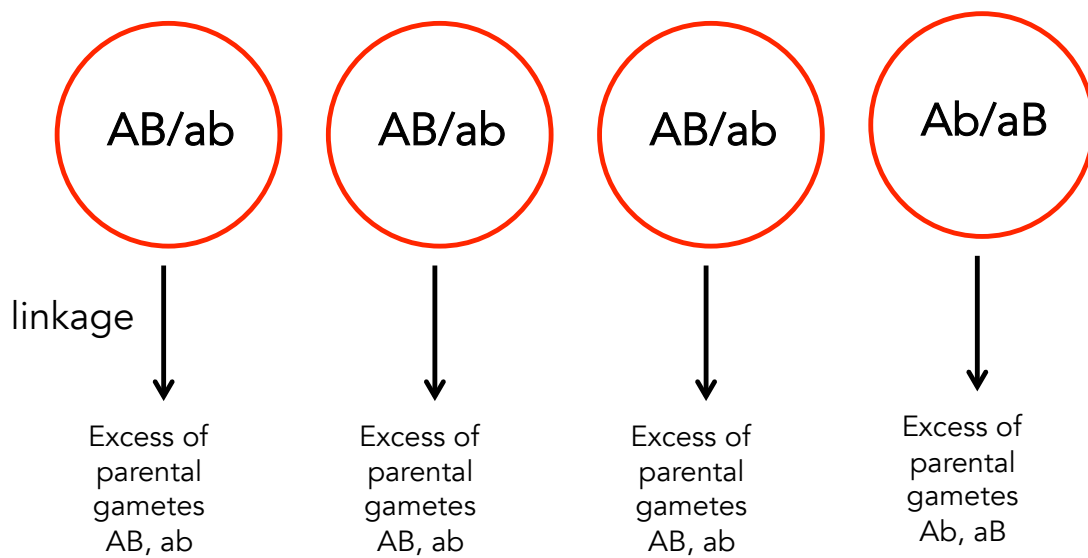 AB/ab
AB/ab
AB/ab
Ab/aB
linkage
Excess of
parental
gametes
AB, ab
Excess of
parental
gametes
AB, ab
Excess of
parental
gametes
AB, ab
Excess of
parental
gametes
Ab, aB